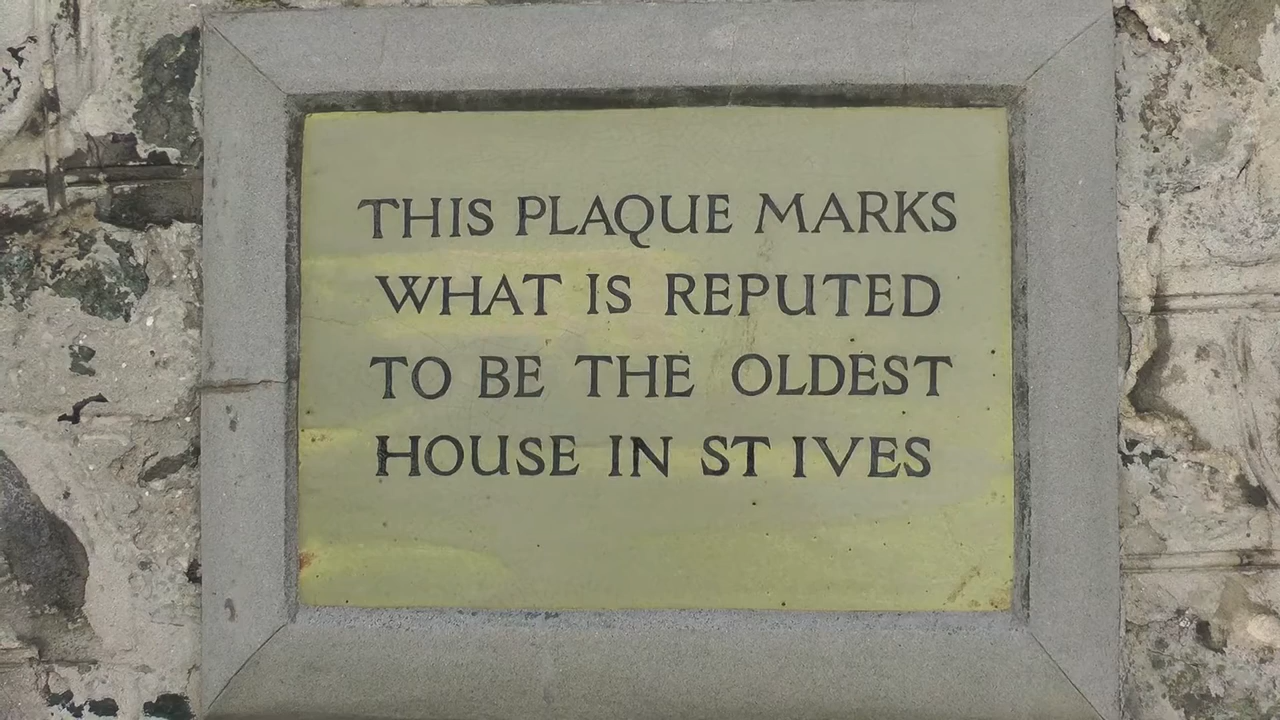 THIS PLAQUE MARKS
WHAT IS REPUTED
TO BE THE OLDEST
HOUSE IN ST IVES